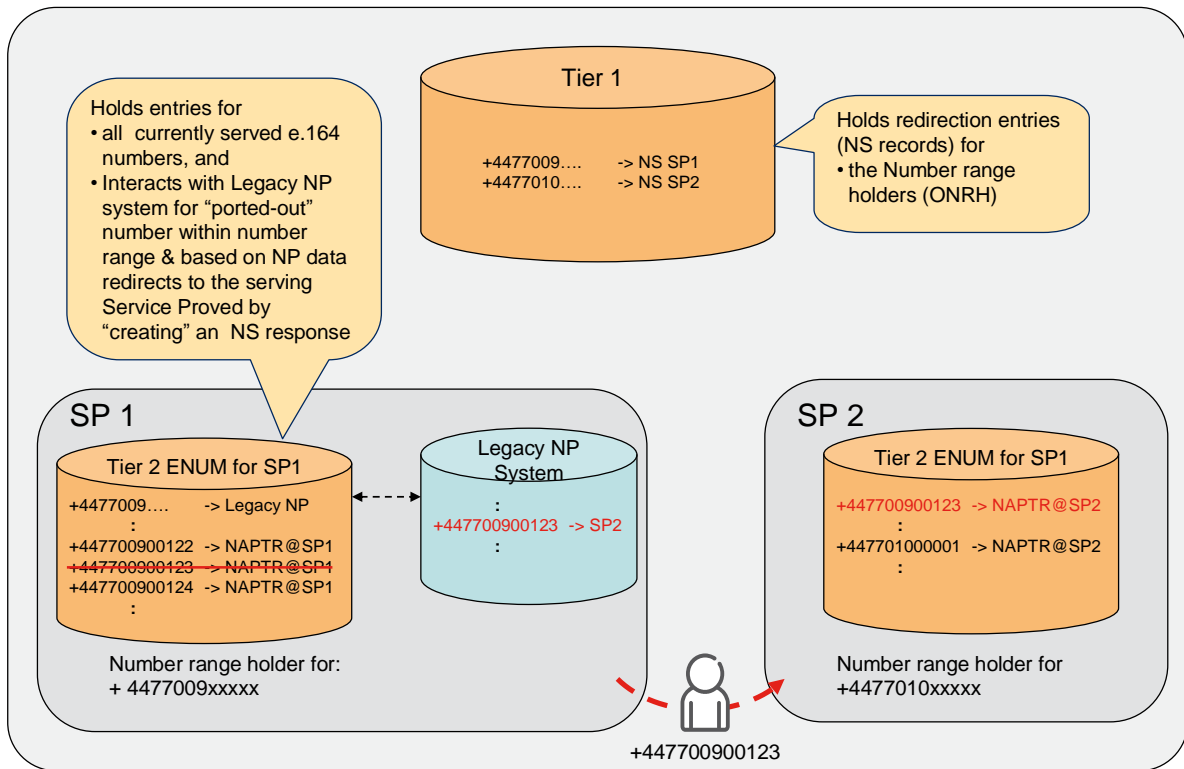 Tier 1
+4477009…. -> NS SP1
+4477010…. -> NS SP2
Holds entries for
• all currently served e.164
numbers, and
• Interacts with Legacy NP
system for “ported-out”
number within number
range & based on NP data
redirects to the serving
Service Proved by
“creating” an NS response
Holds redirection entries
(NS records) for
• the Number range
holders (ONRH)
SP 1
Tier 2 ENUM for SP1
+4477009…. -> Legacy NP
:
+447700900122 -> NAPTR@SP1
+447700900123 -> NAPTR@SP1
+447700900124 -> NAPTR@SP1
:
Legacy NP
System
:
+447700900123 -> SP2
:
Number range holder for:
+ 4477009xxxxx
SP 2
Tier 2 ENUM for SP1
+447700900123 -> NAPTR@SP2
:
+447701000001 -> NAPTR@SP2
:
Number range holder for
+4477010xxxxx
+447700900123